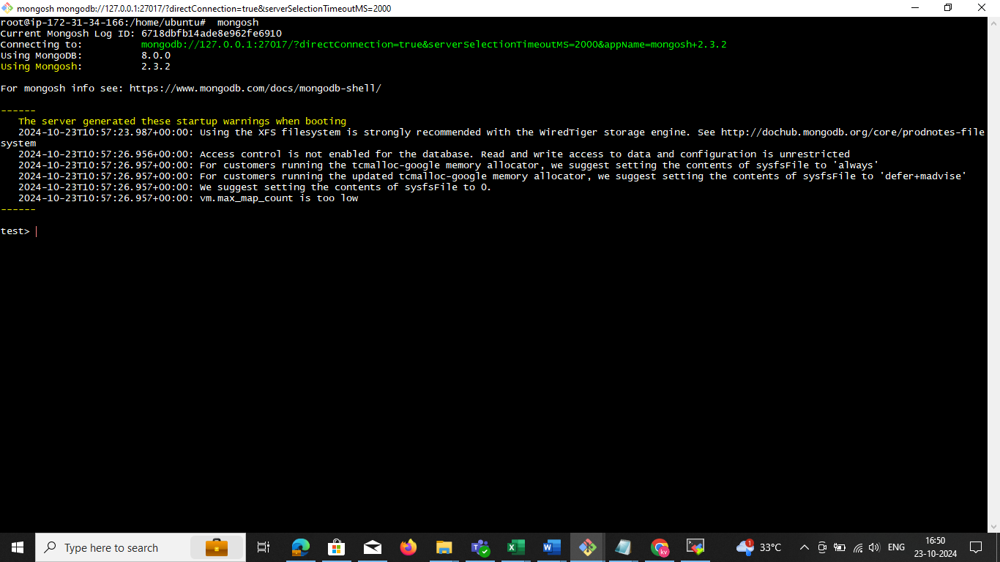 mongosh mongodb://127.0.0.1:27017/?directConnection=true&serverSelectionTimeoutMS=2000
root@ip-172-31-34-166:/home/ubuntu#  mongosh
Current Mongosh Log ID: 6718dbfb14ade8e962fe6910
Connecting to:          mongodb://127.0.0.1:27017/?directConnection=true&serverSelectionTimeoutMS=2000&appName=mongosh+2.3.2
Using MongoDB:          8.0.0
Using Mongosh:          2.3.2
For mongosh info see: https://www.mongodb.com/docs/mongodb-shell/
------
   The server generated these startup warnings when booting
   2024-10-23T10:57:23.987+00:00: Using the XFS filesystem is strongly recommended with the WiredTiger storage engine. See http://dochub.mongodb.org/core/prodnotes-file
system
   2024-10-23T10:57:26.956+00:00: Access control is not enabled for the database. Read and write access to data and configuration is unrestricted
   2024-10-23T10:57:26.957+00:00: For customers running the tcmalloc-google memory allocator, we suggest setting the contents of sysfsFile to 'always'
   2024-10-23T10:57:26.957+00:00: For customers running the updated tcmalloc-google memory allocator, we suggest setting the contents of sysfsFile to 'defer+madvise'
   2024-10-23T10:57:26.957+00:00: We suggest setting the contents of sysfsFile to 0.
   2024-10-23T10:57:26.957+00:00: vm.max_map_count is too low
------
test>
Type here to search
1
33°C
ENG
16:50
23-10-2024
kv